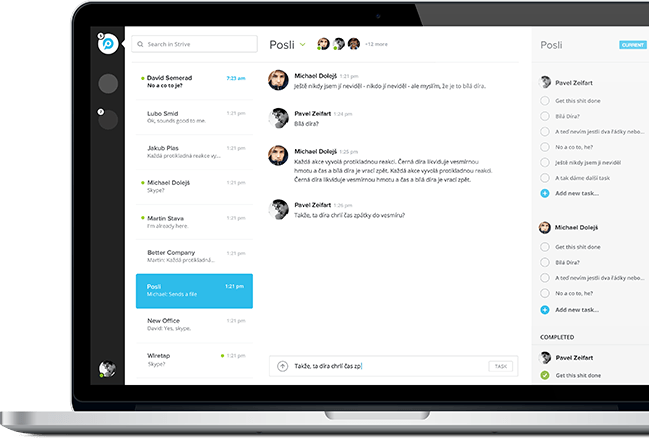 Search in Strive
David Semerad 7:23 am
No a co to je?
Lubo Smid 1:21 pm
Ok, sounds good to me.
Jakub Plas 1:21 pm
Každá protikladná reakce vy...
Michael Dolejš 1:21 pm
Skype?
Martin Stava 1:21 pm
I'm already here.
Better Company 1:21 pm
Martin: Každá protikladná...
Posli 1:21 pm
Michael: Sends a file
New Office 1:21 pm
David: Yes, skype.
Wiretap 1:21 pm
Skype?
Posli +12 more
Michael Dolejš 1:21 pm
Ještě nikdy jsem jí neviděl - nikdo jí neviděl - ale myslím, že je to bílá díra.
Pavel Zeifart 1:24 pm
Bílá díra?
Michael Dolejš 1:25 pm
Každá akce vyvolá protikladnou reakci. Černá díra likviduje vesmírnou
hmotu a čas a bílá díra je vrací zpět. Každá akce vyvolá protikladnou
reakci. Černá díra likviduje vesmírnou hmotu a čas a bílá díra je vrací zpět.
Pavel Zeifart 1:26 pm
Takže, ta díra chrlí čas zpátky do vesmíru?
Takže, ta díra chrlí čas zp
TASK
Posli CURRENT
Pavel Zeifart
Get this shit done
Bílá Díra?
A teď nevím jestli dva řádky nebo...
No a co to, he?
Ještě nikdy jsem jí neviděl
A tak dáme další task
Add new task...
Michael Dolejš
Get this shit done
Bílá Díra?
A teď nevím jestli dva řádky nebo...
No a co to, he?
Add new task...
COMPLETED
Pavel Zeifart
Get this shit done